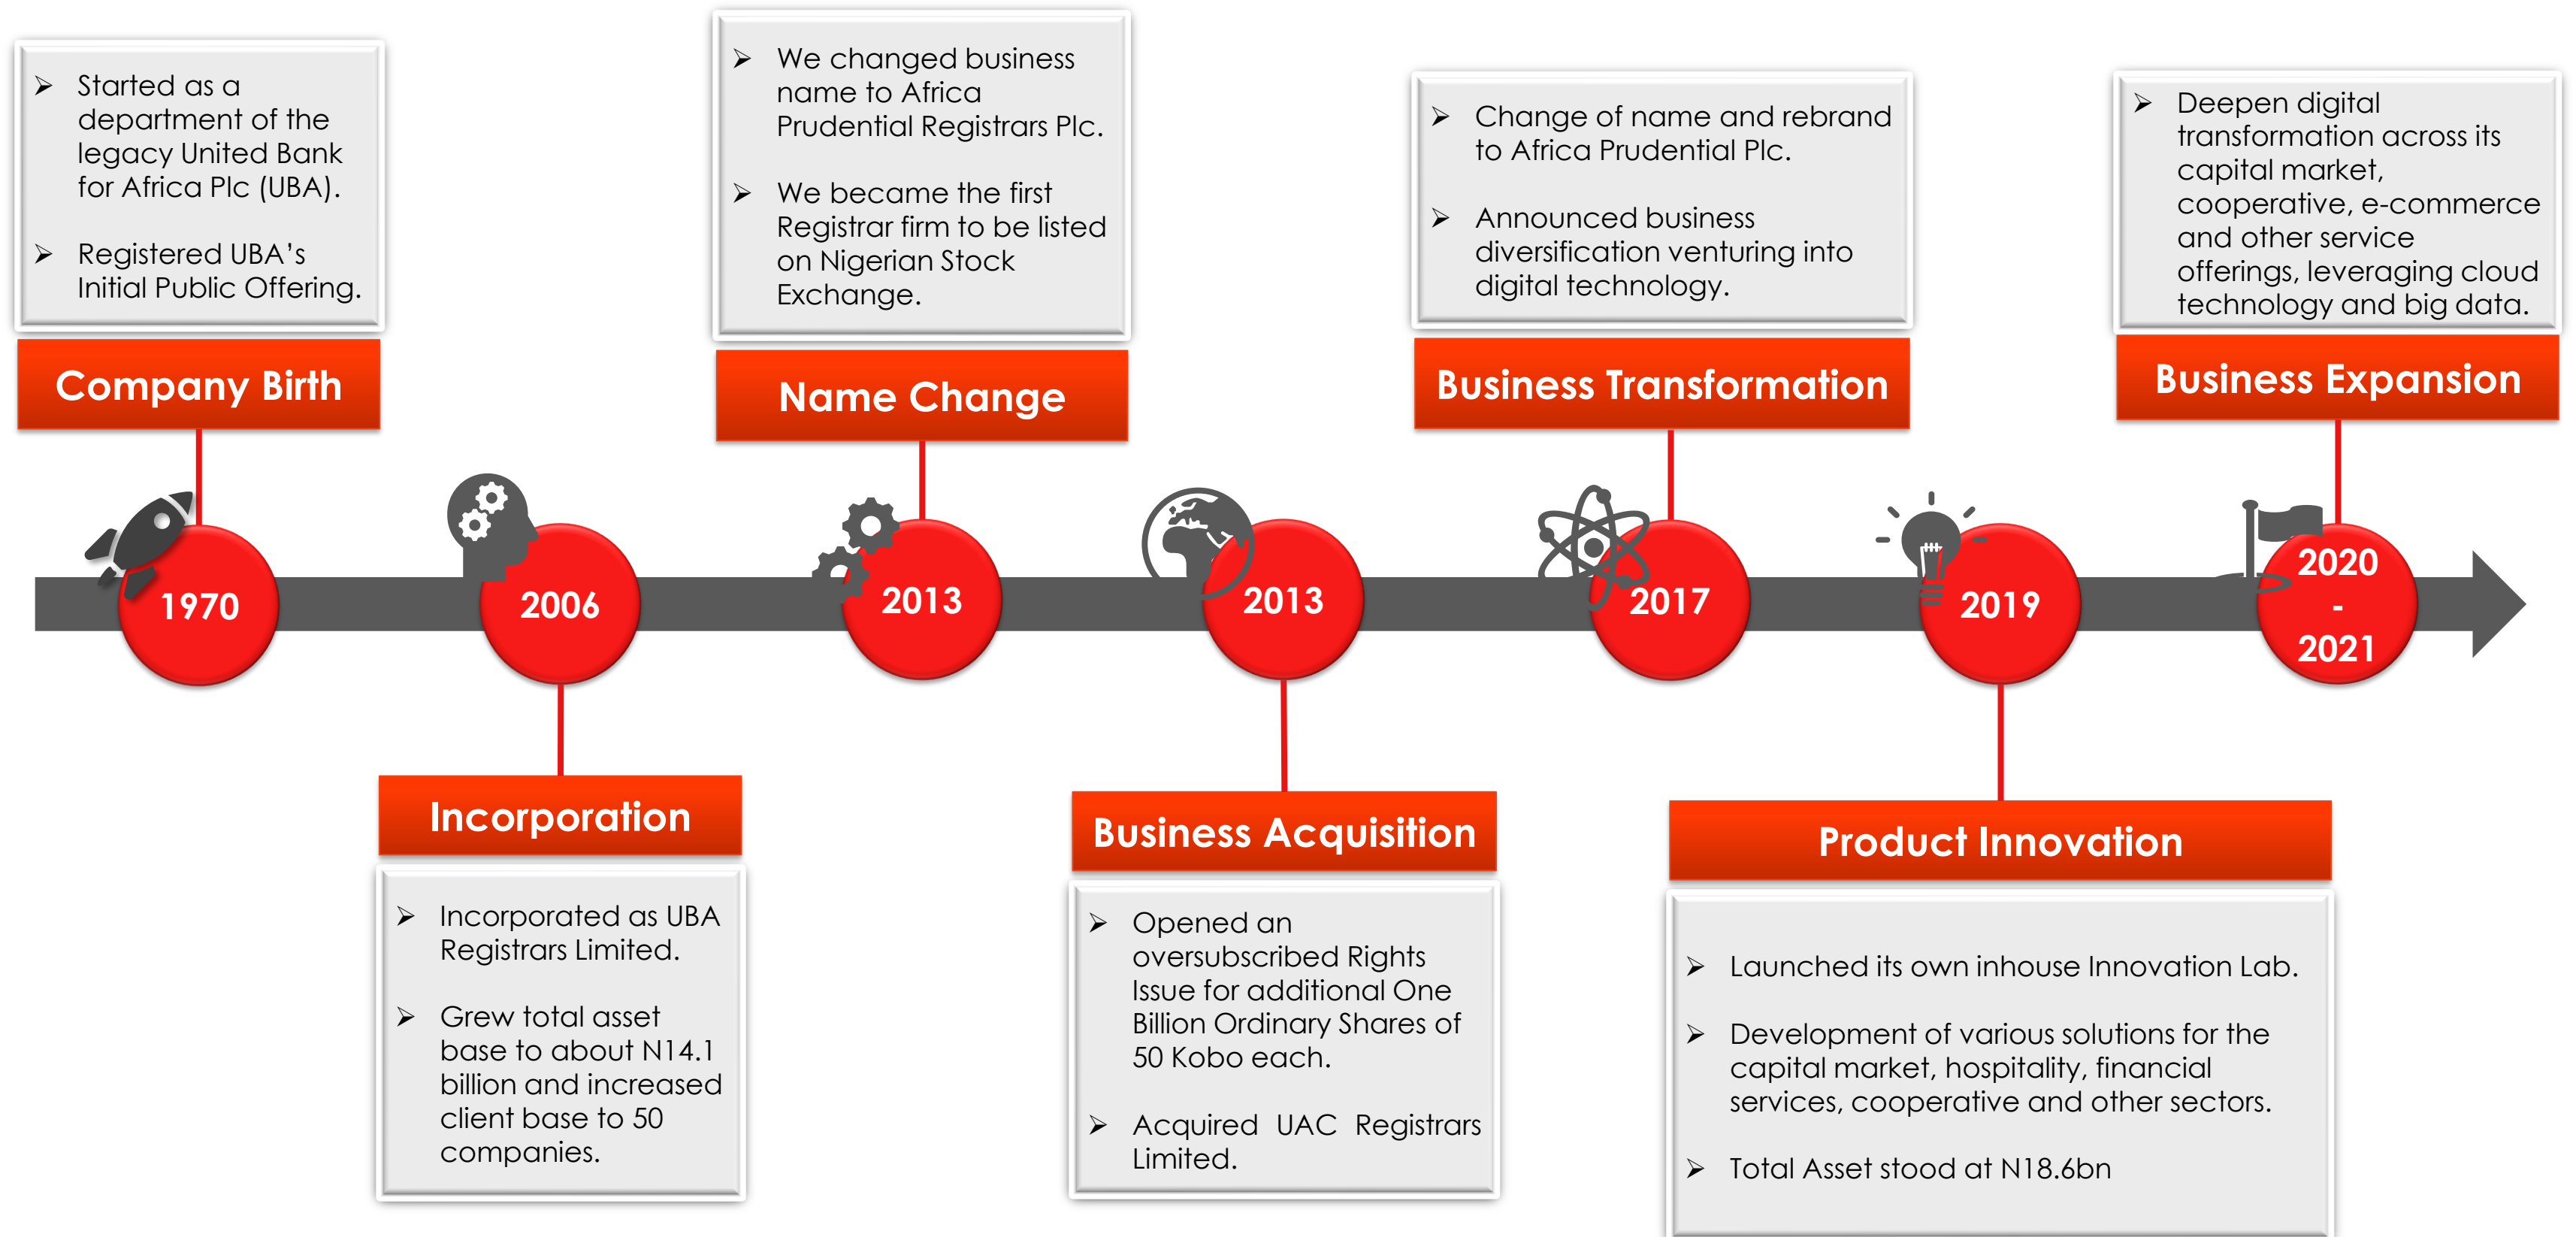 ➢ Started as a
department of the
legacy United Bank
for Africa Plc (UBA).
➢ Registered UBA’s
Initial Public Offering.
Company Birth
1970
2006
Incorporation
➢ Incorporated as UBA
Registrars Limited.
➢ Grew total asset
base to about N14.1
billion and increased
client base to 50
companies.
➢ We changed business
name to Africa
Prudential Registrars Plc.
➢ We became the first
Registrar firm to be listed
on Nigerian Stock
Exchange.
Name Change
2013
2013
Business Acquisition
➢ Opened an
oversubscribed Rights
Issue for additional One
Billion Ordinary Shares of
50 Kobo each.
➢ Acquired UAC Registrars
Limited.
➢ Change of name and rebrand
to Africa Prudential Plc.
➢ Announced business
diversification venturing into
digital technology.
Business Transformation
2017
2019
Product Innovation
➢ Launched its own inhouse Innovation Lab.
➢ Development of various solutions for the
capital market, hospitality, financial
services, cooperative and other sectors.
➢ Total Asset stood at N18.6bn
➢ Deepen digital
transformation across its
capital market,
cooperative, e-commerce
and other service
offerings, leveraging cloud
technology and big data.
Business Expansion
2020
-
2021